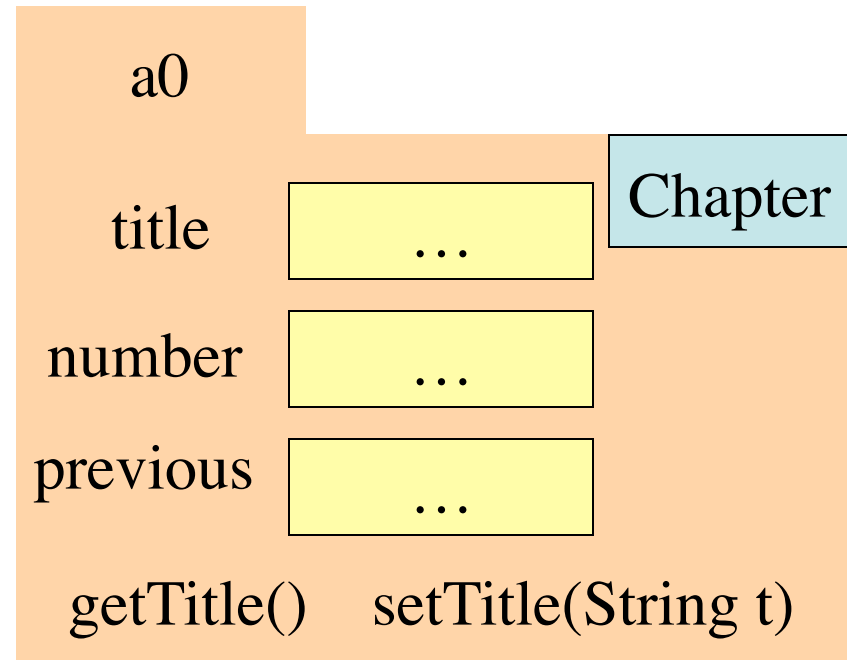 a0
Chapter
title …
number …
previous …
getTitle() setTitle(String t)